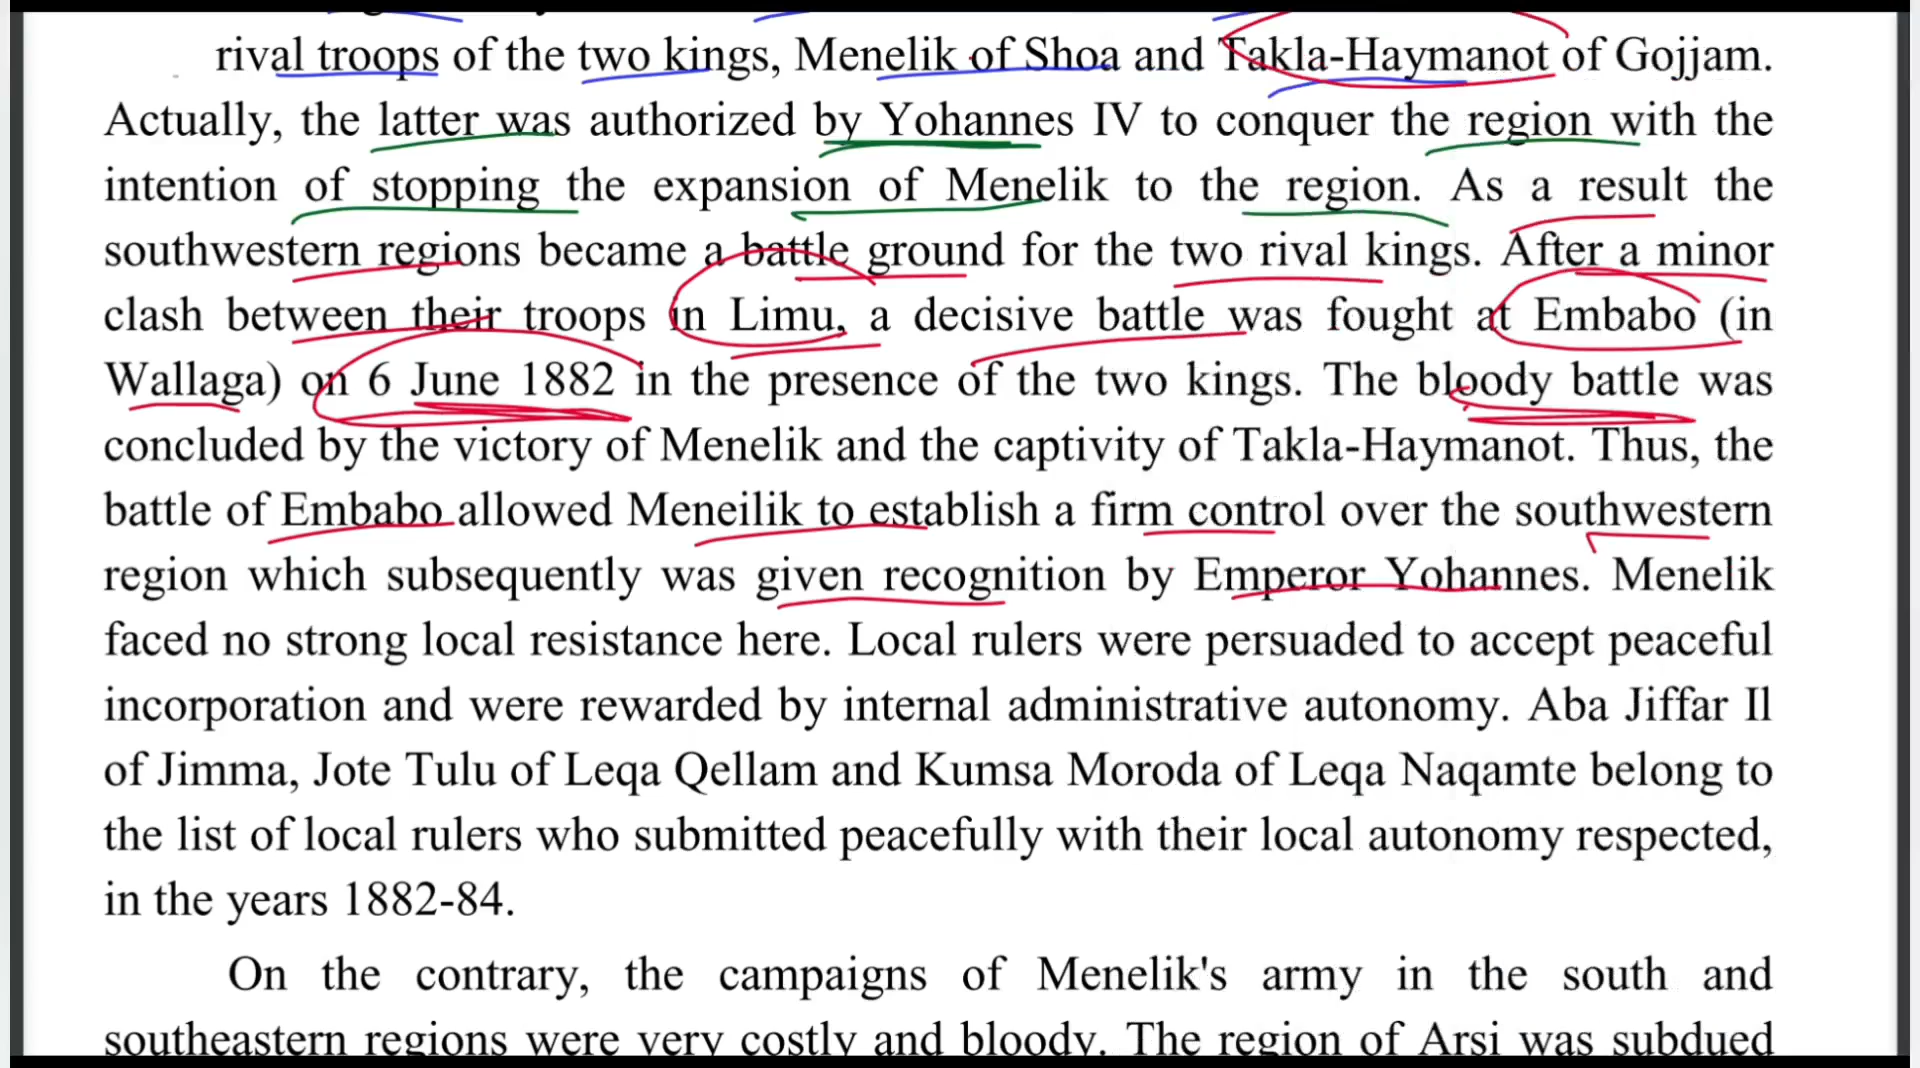 rival troops of the two kings, Menelik of Shoa and Takla-Haymanot of Gojjam.
Actually, the latter was authorized by Yohannes IV to conquer the region with the
intention of stopping the expansion of Menelik to the region. As a result the
southwestern regions became a battle ground for the two rival kings. After a minor
clash between their troops in Limu, a decisive battle was fought at Embabo (in
Wallaga) on 6 June 1882 in the presence of the two kings. The bloody battle was
concluded by the victory of Menelik and the captivity of Takla-Haymanot. Thus, the
battle of Embabo allowed Meneilik to establish a firm control over the southwestern
region which subsequently was given recognition by Emperor Yohannes. Menelik
faced no strong local resistance here. Local rulers were persuaded to accept peaceful
incorporation and were rewarded by internal administrative autonomy. Aba Jiffar Il
of Jimma, Jote Tulu of Leqa Qellam and Kumsa Moroda of Leqa Naqamte belong to
the list of local rulers who submitted peacefully with their local autonomy respected,
in the years 1882-84.
On the contrary, the campaigns of Menelik's army in the south and
southeastern regions were very costly and bloody. The region of Arsi was subdued